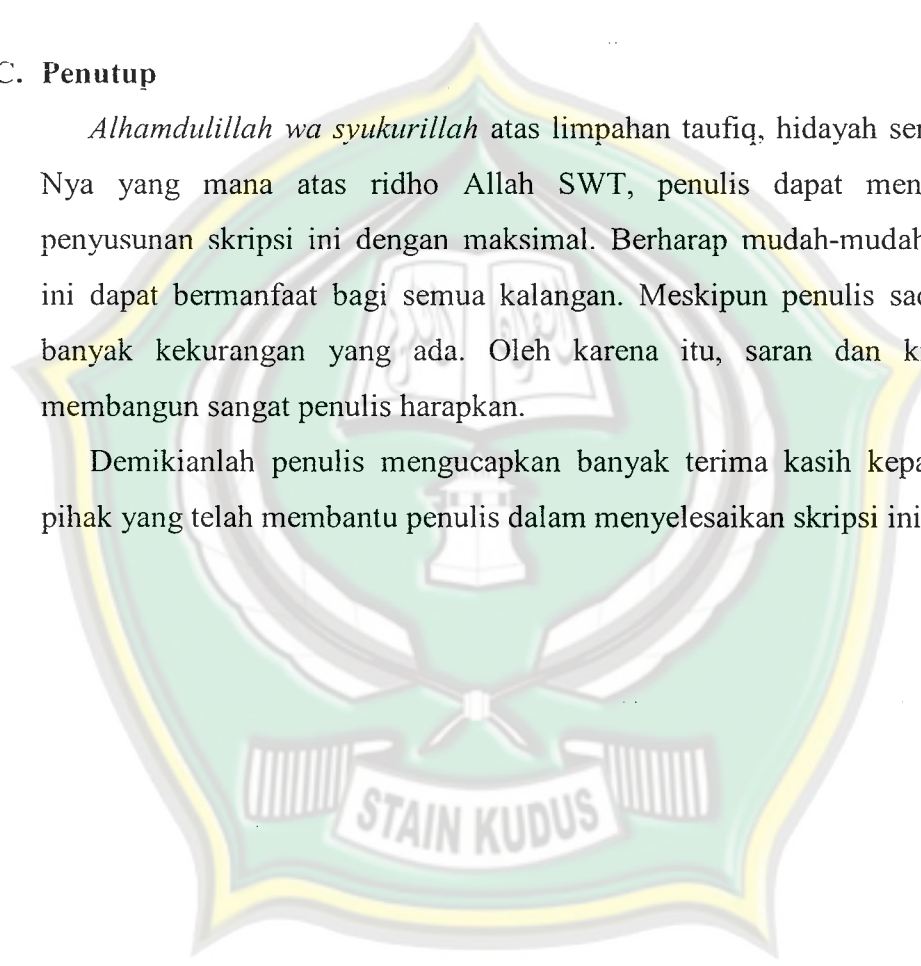 C. Penutup
Alhamdulillah wa syukurillah atas limpahan taufiq, hidayah ser
Nya yang mana atas ridho Allah SWT, penulis dapat men
penyusunan skripsi ini dengan maksimal. Berharap mudah-mudah
ini dapat bermanfaat bagi semua kalangan. Meskipun penulis sad
banyak kekurangan yang ada. Oleh karena itu, saran dan k
membangun sangat penulis harapkan.
Demikianlah penulis mengucapkan banyak terima kasih kepa
pihak yang telah membantu penulis dalam menyelesaikan skripsi ini
STAIN KUDUS